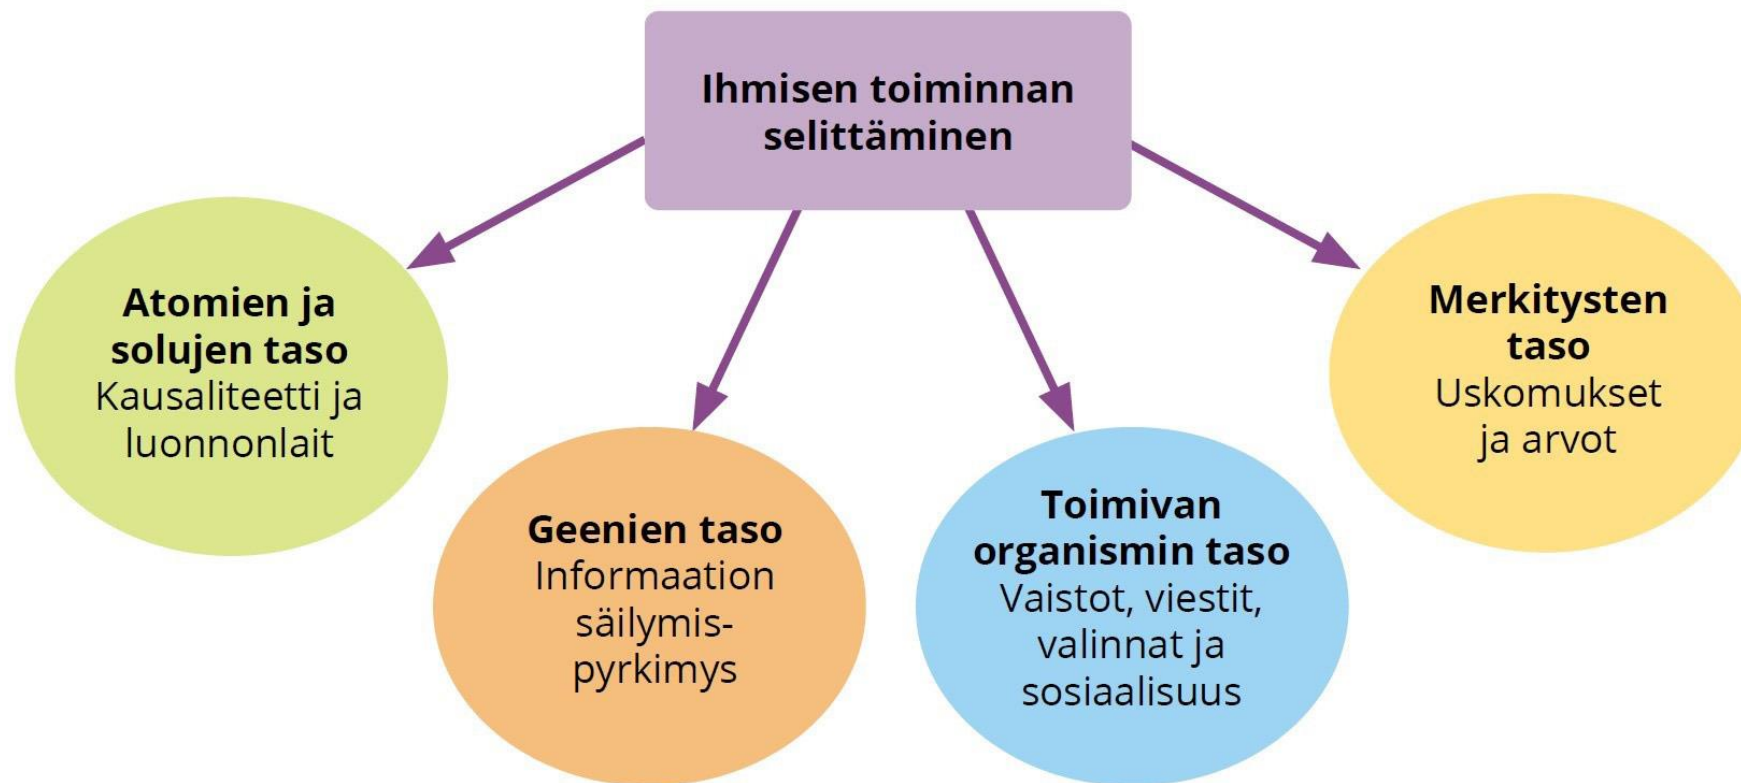 Ihmisen toiminnan
selittäminen
Atomien ja
solujen taso
Kausaliteetti ja
luonnonlait
Geenien taso
Informaation
säilymis-
pyrkimys
Toimivan
organismin taso
Vaistot, viestit,
valinnat ja
sosiaalisuus
Merkitysten
taso
Uskomukset
ja arvot